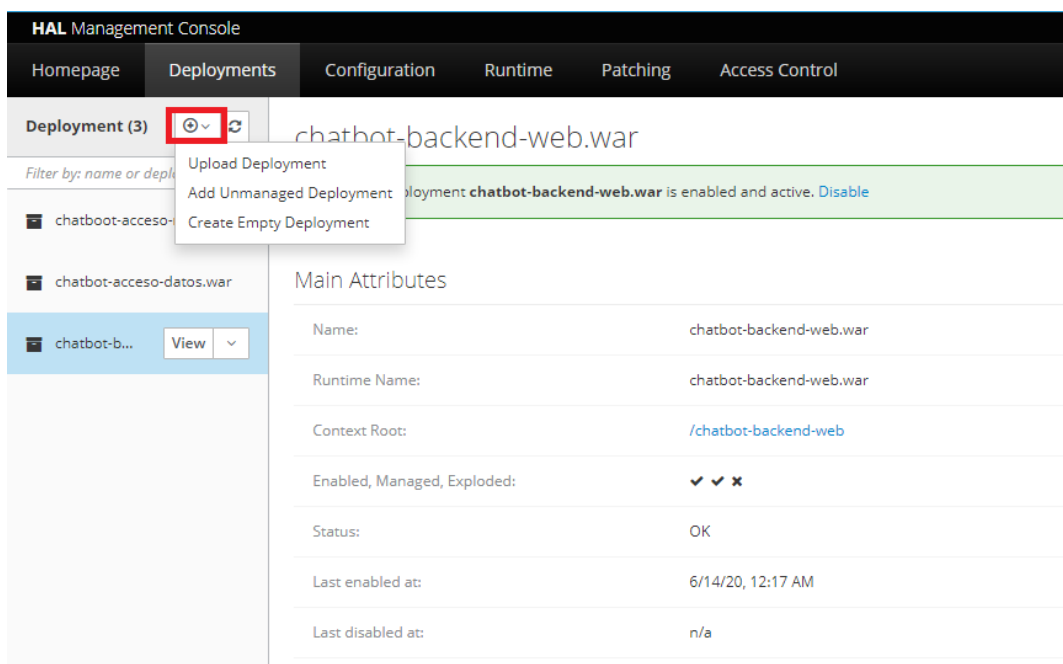 HAL Management Console
Homepage Deployments Configuration Runtime Patching Access Control
Deployment (3)
chatbot-backend-web.war
Upload Deployment
Filter by: name or
Add Unmanaged Deployment
chatbot-backend-web.war is enabled and active. Disable
chatboot-acceso-
Create Empty Deployment
Main Attributes
chatbot-acceso-datos.war
Name: chatbot-backend-web.war
chatbot-b... View
Runtime Name: chatbot-backend-web.war
Context Root: /chatbot-backend-web
Enabled, Managed, Exploded:
Status: OK
Last enabled at: 6/14/20, 12:17 AM
Last disabled at: n/a